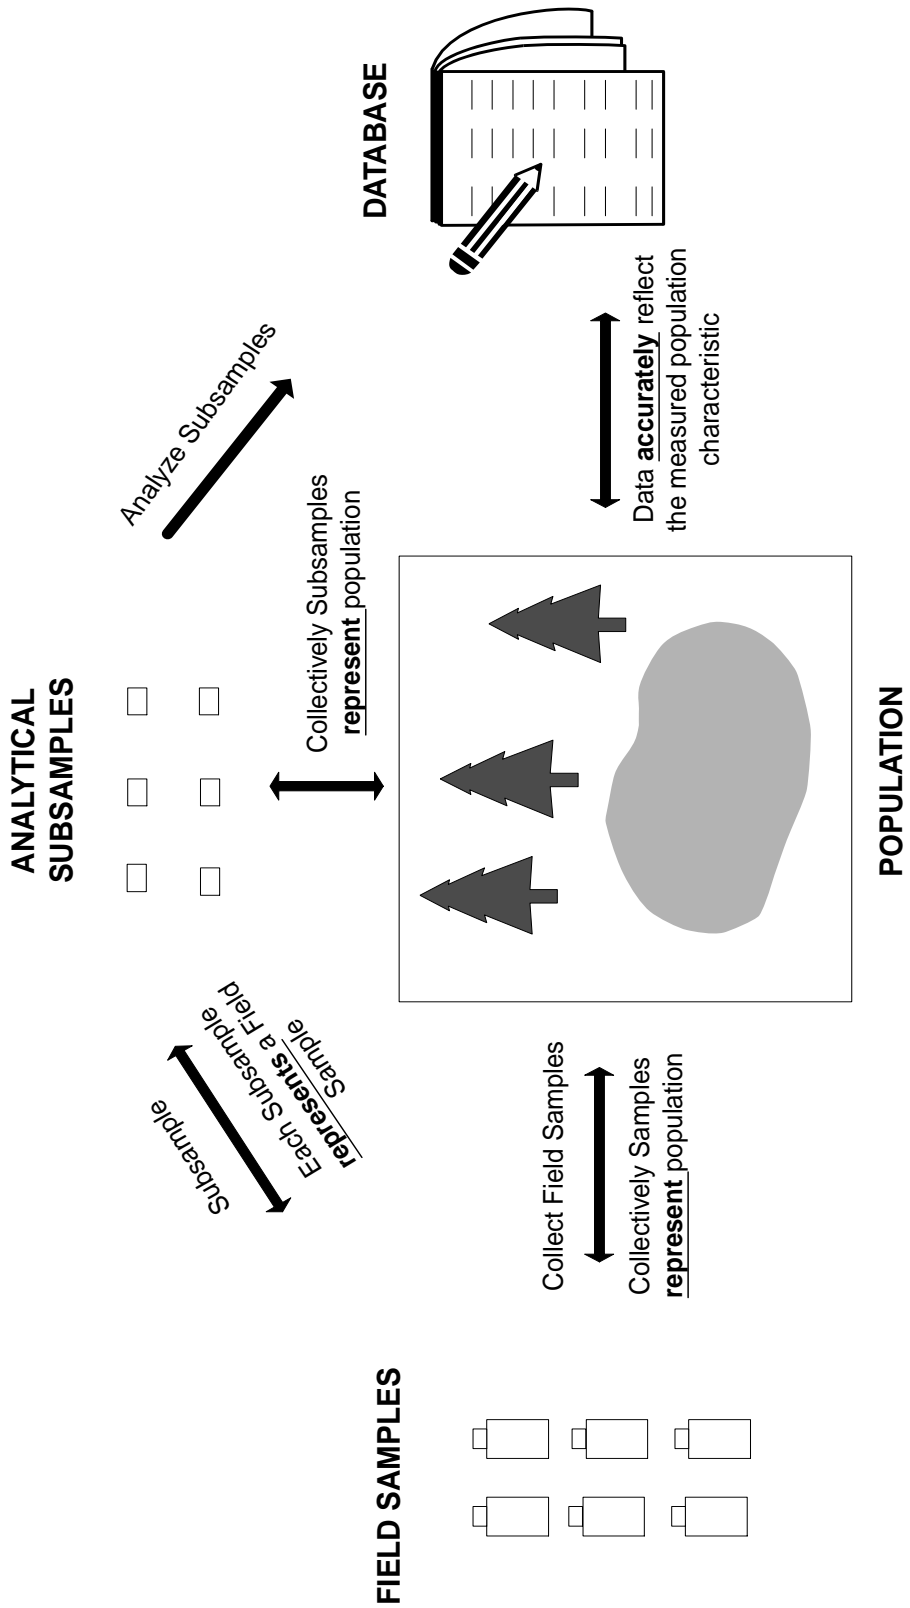 ANALYTICAL
SUBSAMPLES
Subsample
Each Subsample
represents a Field
Sample
Collectively Subsamples
represent population
Analyze Subsamples
FIELD SAMPLES
Collect Field Samples
Collectively Samples
represent population
DATABASE
Data accurately reflect
the measured population
characteristic
POPULATION